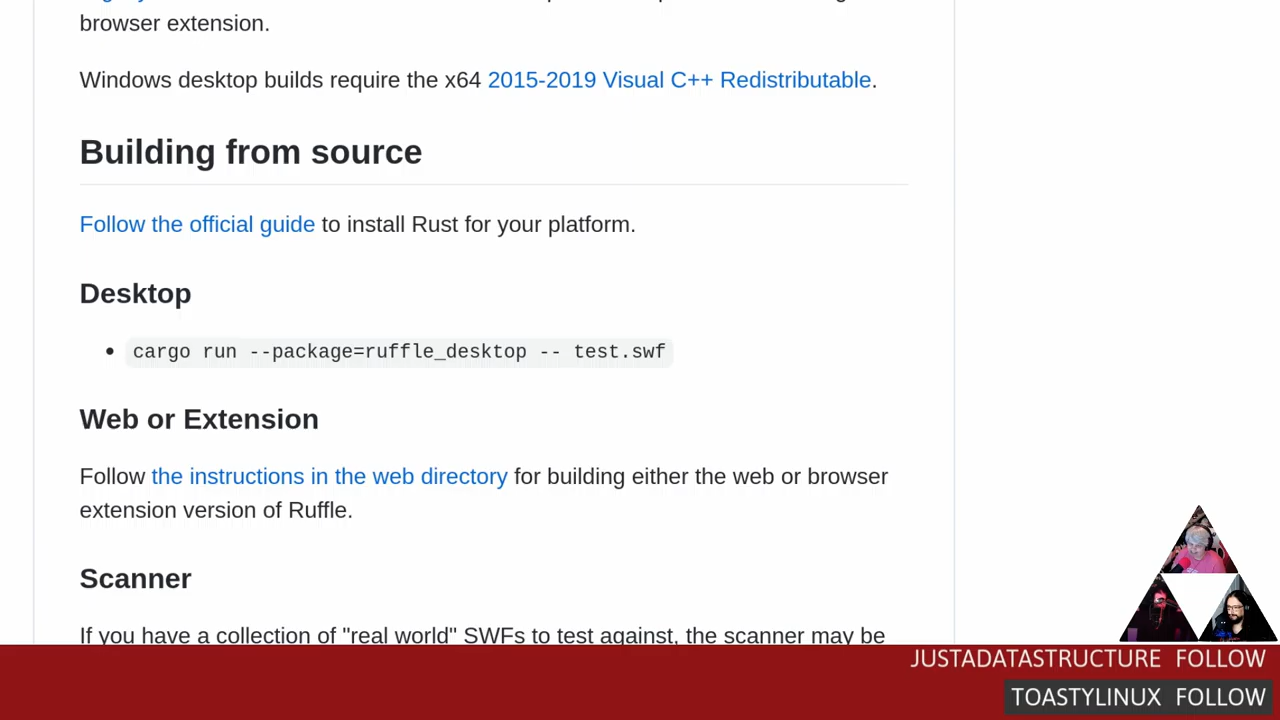 browser extension.
Windows desktop builds require the x64 2015-2019 Visual C++ Redistributable.
Building from source
Follow the official guide to install Rust for your platform.
Desktop
• cargo run --package=ruffle_desktop -- test.swf
Web or Extension
Follow the instructions in the web directory for building either the web or browser
extension version of Ruffle.
Scanner
If you have a collection of "real world" SWFs to test against, the scanner may be
JUSTADATASTRUCTURE FOLLOW
TOASTYLINUX FOLLOW